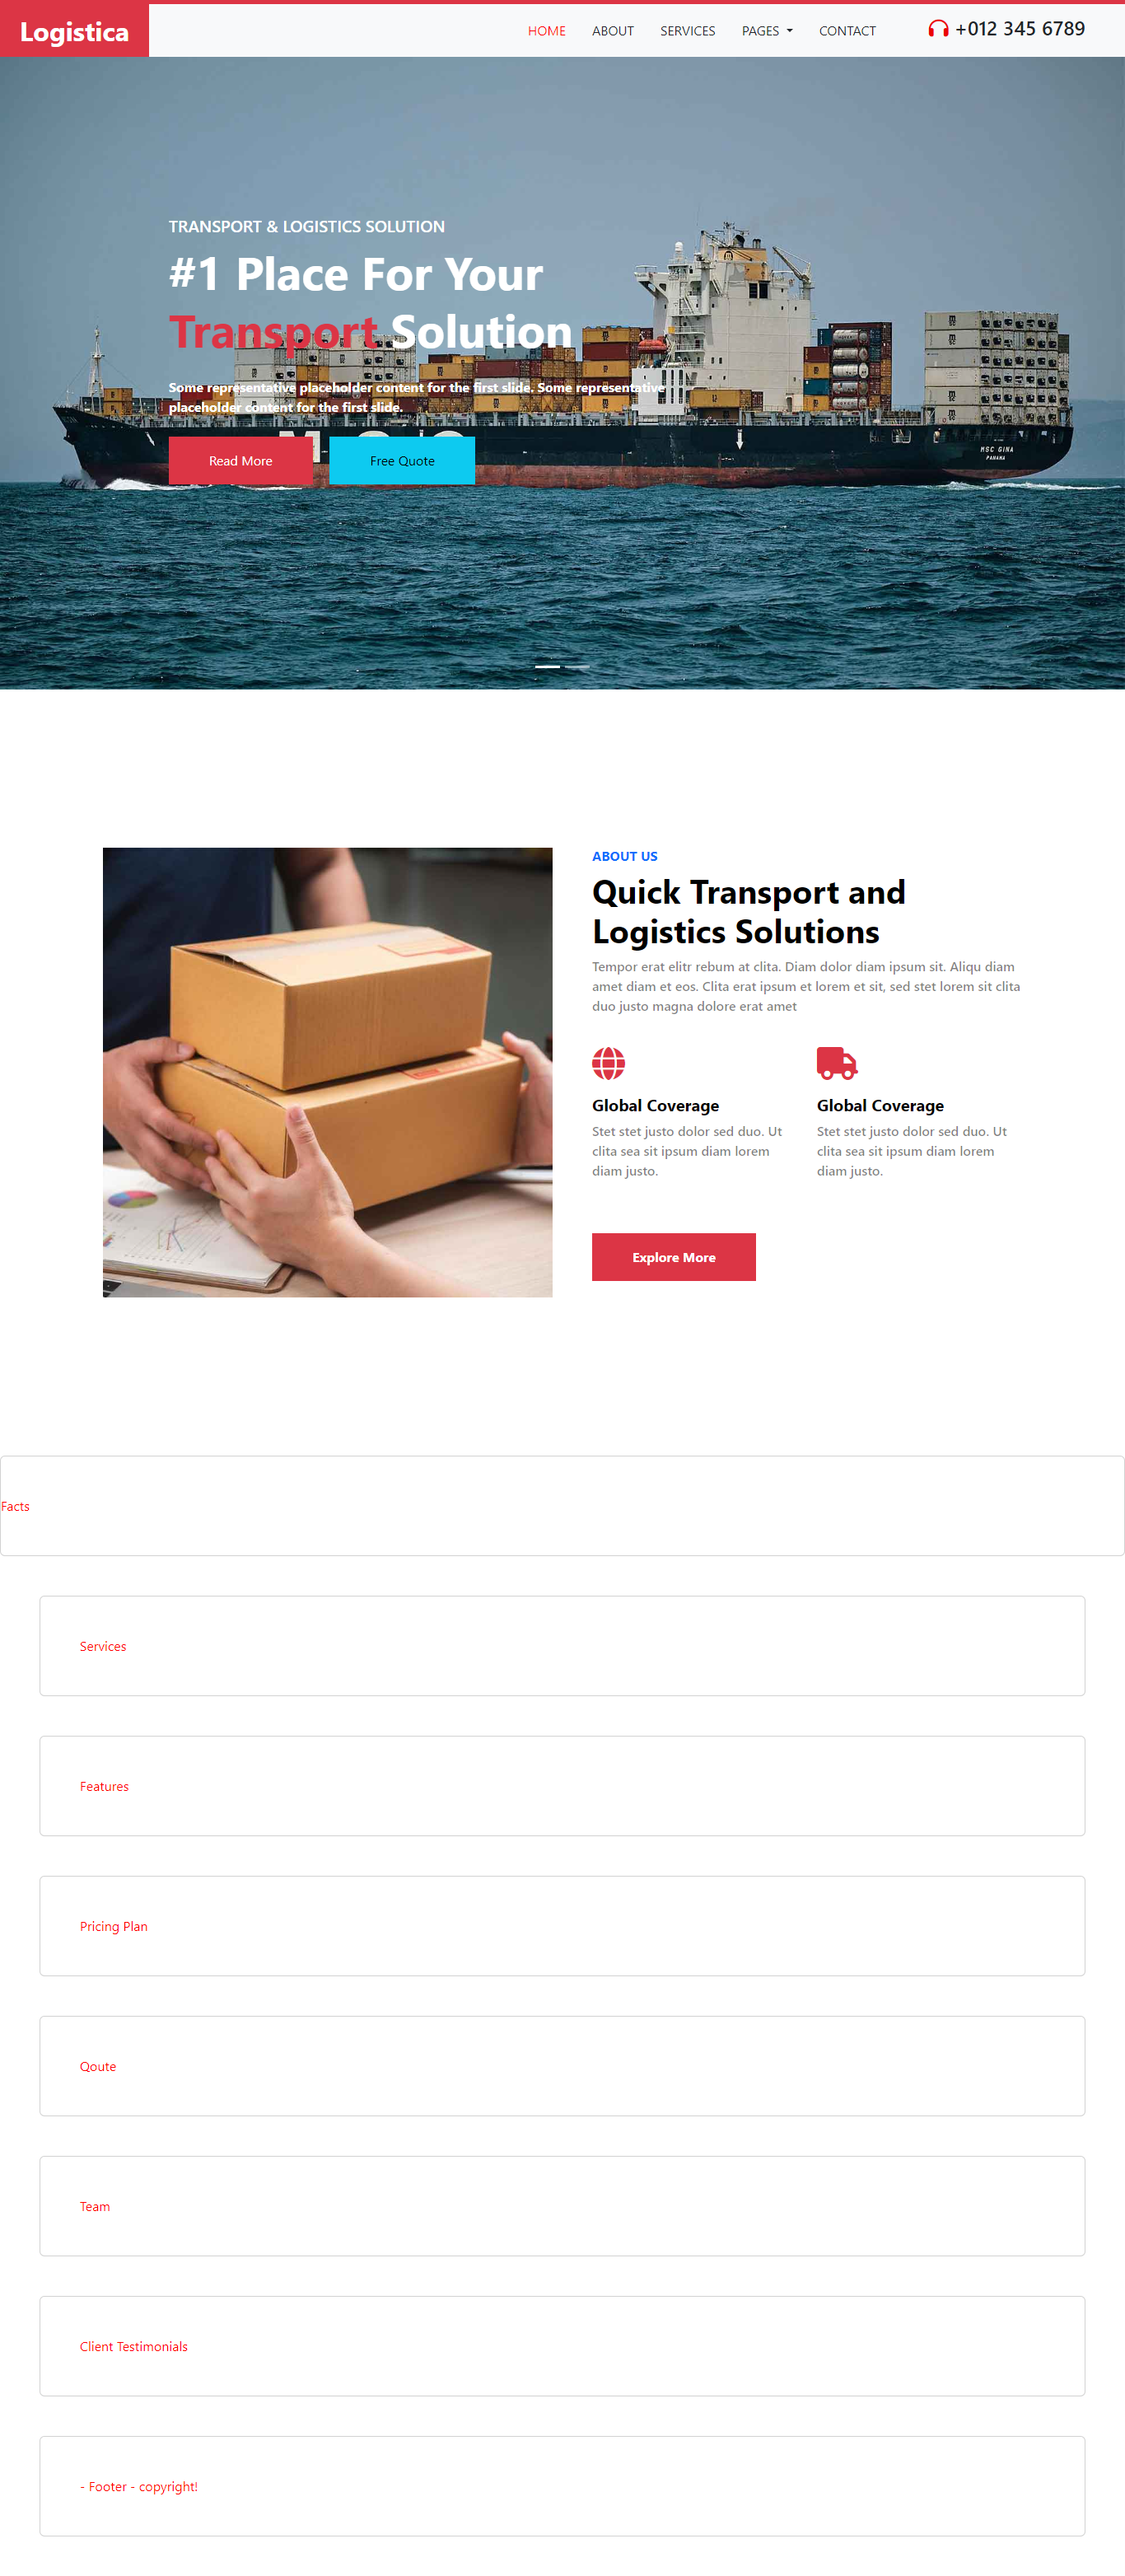 Logistica
HOME ABOUT SERVICES PAGES CONTACT +012 345 6789
TRANSPORT & LOGISTICS SOLUTION
#1 Place For Your
Transport Solution
Some representative placeholder content for the first slide. Some representative
placeholder content for the first slide.
Read More Free Quote
MSC GINA
PANAMA
ABOUT US
Quick Transport and
Logistics Solutions
Tempor erat elitr rebum at clita. Diam dolor diam ipsum sit. Aliqu diam
amet diam et eos. Clita erat ipsum et lorem et sit, sed stet lorem sit clita
duo justo magna dolore erat amet
Global Coverage
Stet stet justo dolor sed duo. Ut
clita sea sit ipsum diam lorem
diam justo.
Global Coverage
Stet stet justo dolor sed duo. Ut
clita sea sit ipsum diam lorem
diam justo.
Explore More
Facts
Services
Features
Pricing Plan
Qoute
Team
Client Testimonials
- Footer - copyright!